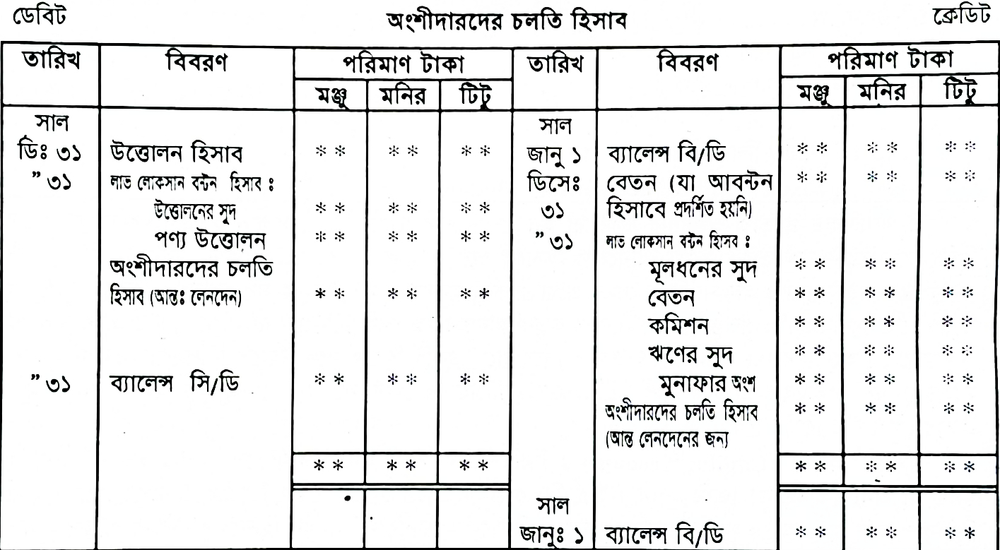 ডেবিট অংশীদারদের চলতি হিসাব ক্রেডিট
তারিখ বিবরণ পরিমাণ টাকা তারিখ বিবরণ পরিমাণ টাকা
মঞ্জু মনির টিটু মঞ্জু মনির টিটু
সাল সাল
ডিঃ ৩১ উত্তোলন হিসাব ** ** ** জানু ১ ব্যালেন্স বি/ডি ** ** **
” ৩১ লাভ লোকসান বন্টন হিসাব ঃ ডিসেঃ বেতন (যা আবন্টন ** ** **
উত্তোলনের সুদ ** ** ** ৩১ হিসাবে প্রদর্শিত হয়নি)
পণ্য উত্তোলন ** ** ** ” ৩১ লাভ লোকসান বন্টন হিসব ঃ
অংশীদারদের চলতি মূলধনের সুদ ** ** **
হিসাব (আন্তঃ লেনদেন) ** ** ** বেতন ** ** **
কমিশন ** ** **
ঋণের সুদ ** ** **
” ৩১ ব্যালেন্স সি/ডি ** ** ** মুনাফার অংশ ** ** **
অংশীদারদের চলতি হিসাব ** ** **
(আন্ত লেনদেনের জন্য
** ** ** ** ** **
সাল
জানুঃ ১ ব্যালেন্স বি/ডি ** ** **